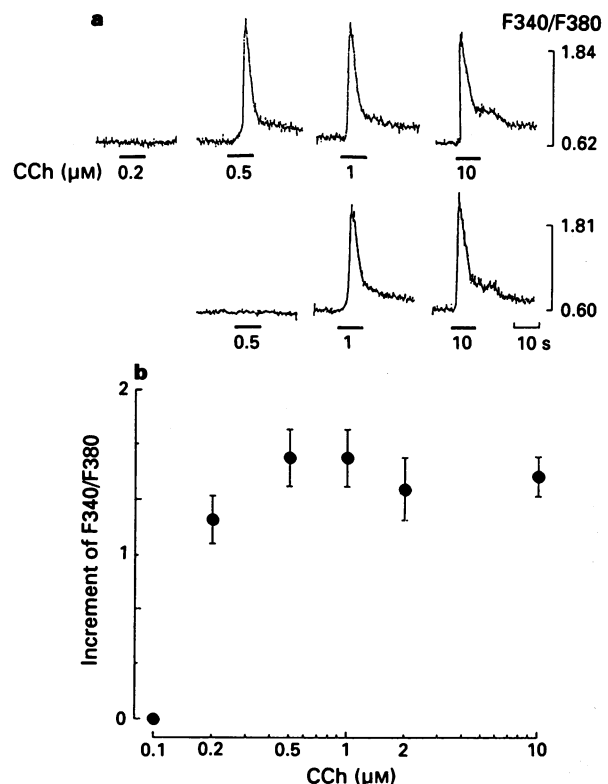 a
F340/F380
1.84
0.62
CCh (μM) 0.2 0.5 1 10
1.81
0.60
0.5 1 10 10 s
b
2
1
0
Increment of F340/F380
0.1 0.2 0.5 1 2 10
CCh (μM)